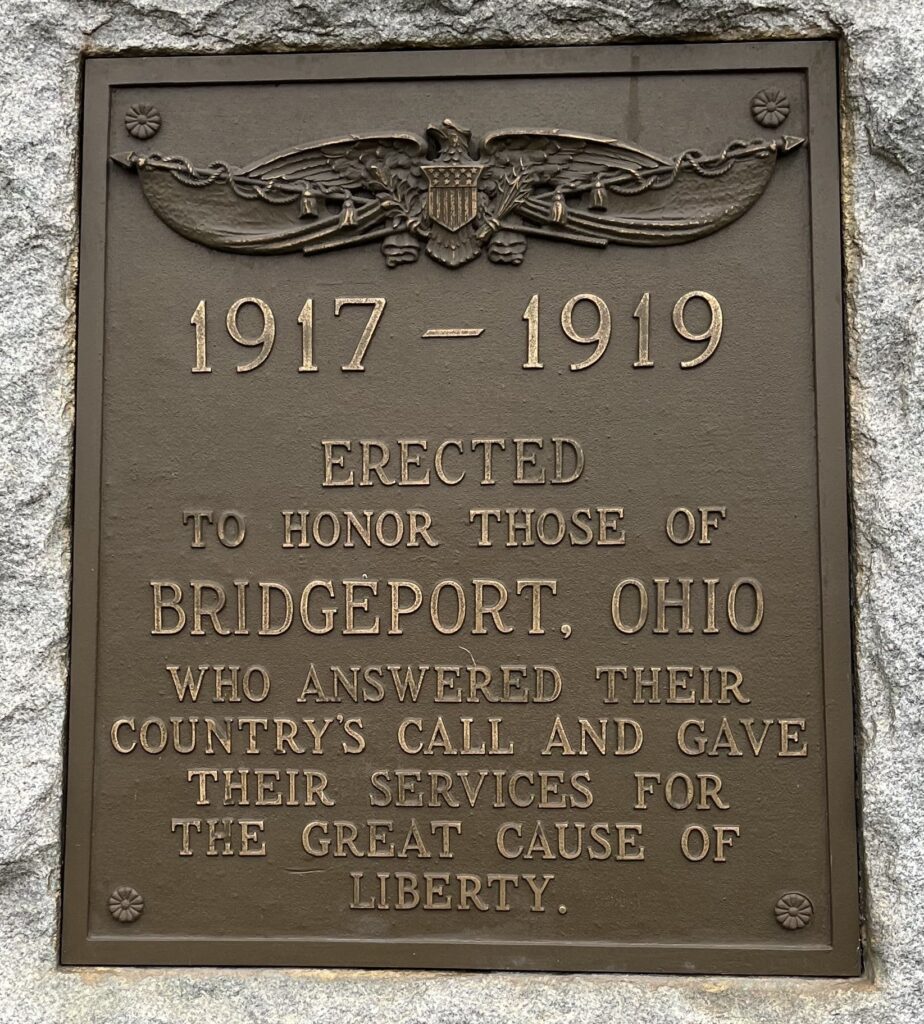 1917 – 1919
ERECTED
TO HONOR THOSE OF
BRIDGEPORT, OHIO
WHO ANSWERED THEIR
COUNTRY'S CALL AND GAVE
THEIR SERVICES FOR
THE GREAT CAUSE OF
LIBERTY.